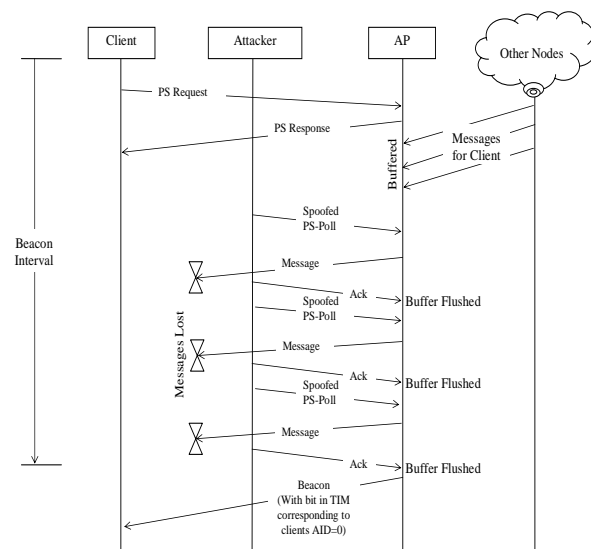 Client
Attacker
AP
Other Nodes
PS Request
PS Response
Messages
for Client
Buffered
Spoofed
PS-Poll
Beacon
Interval
Message
Ack
Buffer Flushed
Spoofed
PS-Poll
Messages Lost
Message
Ack
Buffer Flushed
Spoofed
PS-Poll
Message
Ack
Buffer Flushed
Beacon
(With bit in TIM
corresponding to
clients AID=0)